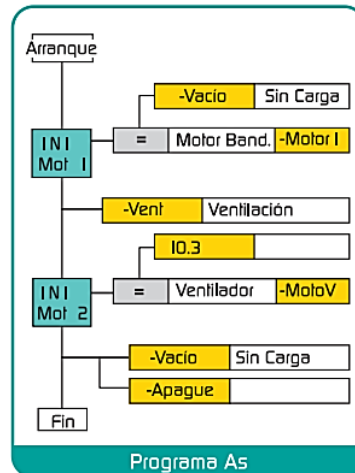 Arranque
-Vacío Sin Carga
INI Mot 1
= Motor Band. -Motor I
-Vent Ventilación
I0.3
INI Mot 2
= Ventilador -MotoV
-Vacío Sin Carga
-Apague
Fin
Programa As